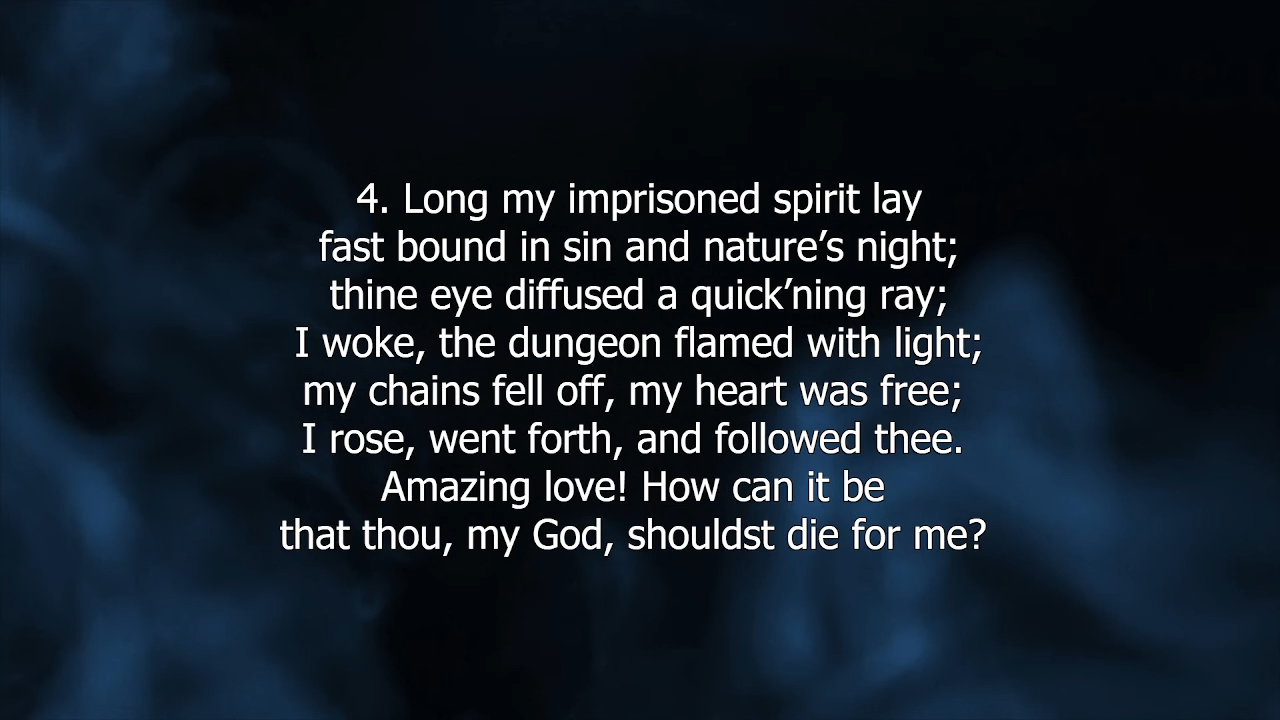 4. Long my imprisoned spirit lay
fast bound in sin and nature’s night;
thine eye diffused a quick’ning ray;
I woke, the dungeon flamed with light;
my chains fell off, my heart was free;
I rose, went forth, and followed thee.
Amazing love! How can it be
that thou, my God, shouldst die for me?